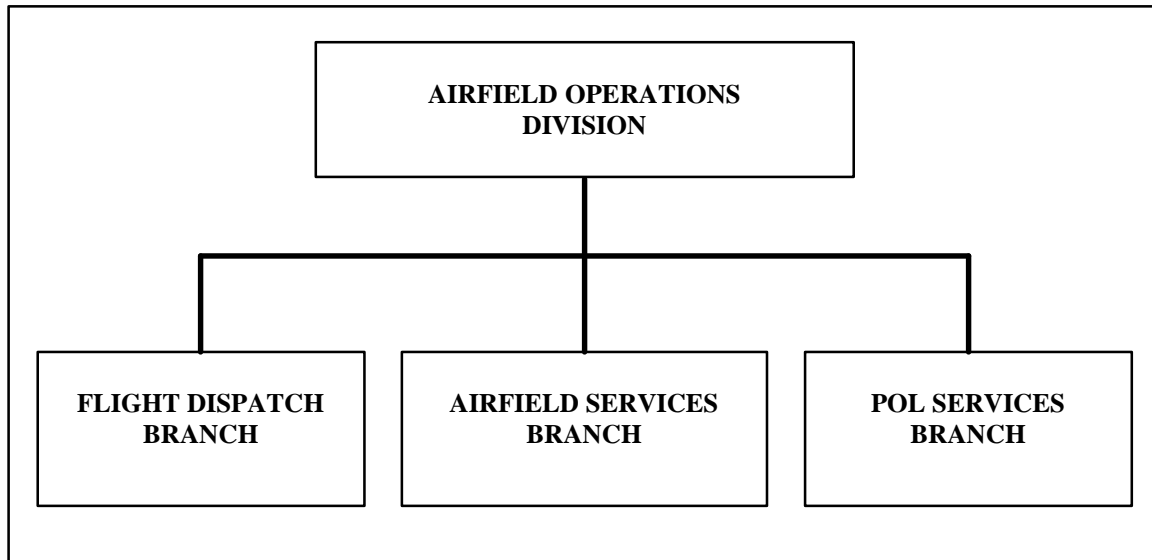 AIRFIELD OPERATIONS
DIVISION
FLIGHT DISPATCH
BRANCH
AIRFIELD SERVICES
BRANCH
POL SERVICES
BRANCH